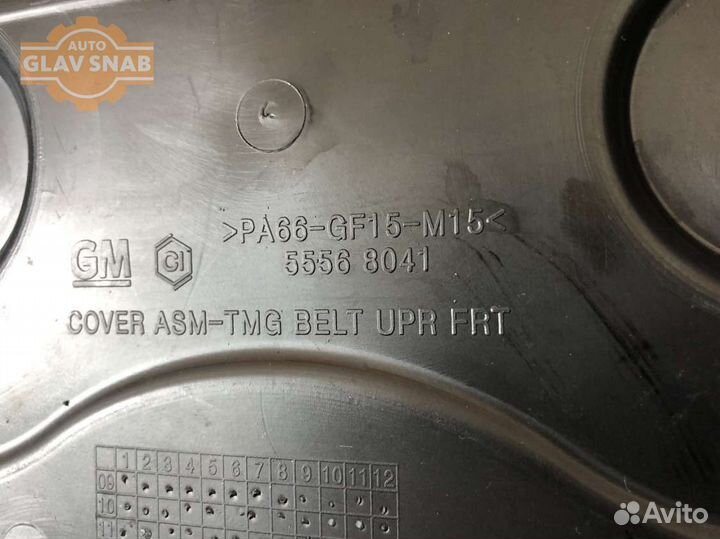 AUTO
GLAV SNAB
>PA66-GF15-M15<
GM CI 5556 8041
COVER ASM-TMG BELT UPR FRT
1 2 3 4 5 6 7 8 9 10 11 12
09
10
11
Avito